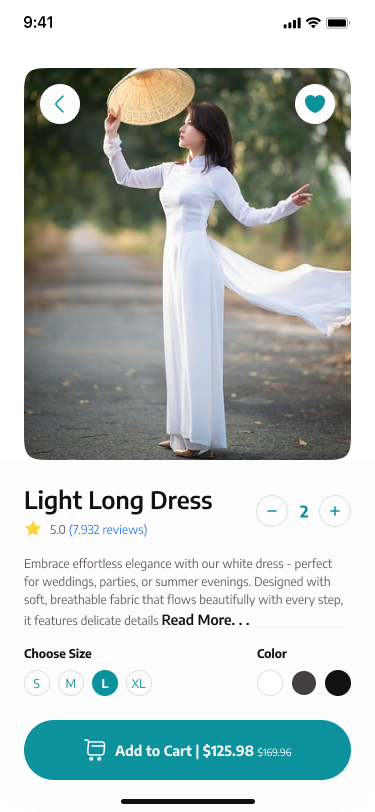 9:41
Light Long Dress
− 2 +
5.0 (7.932 reviews)
Embrace effortless elegance with our white dress - perfect
for weddings, parties, or summer evenings. Designed with
soft, breathable fabric that flows beautifully with every step,
it features delicate details Read More. . .
Choose Size Color
S M L XL
Add to Cart | $125.98 $169.96